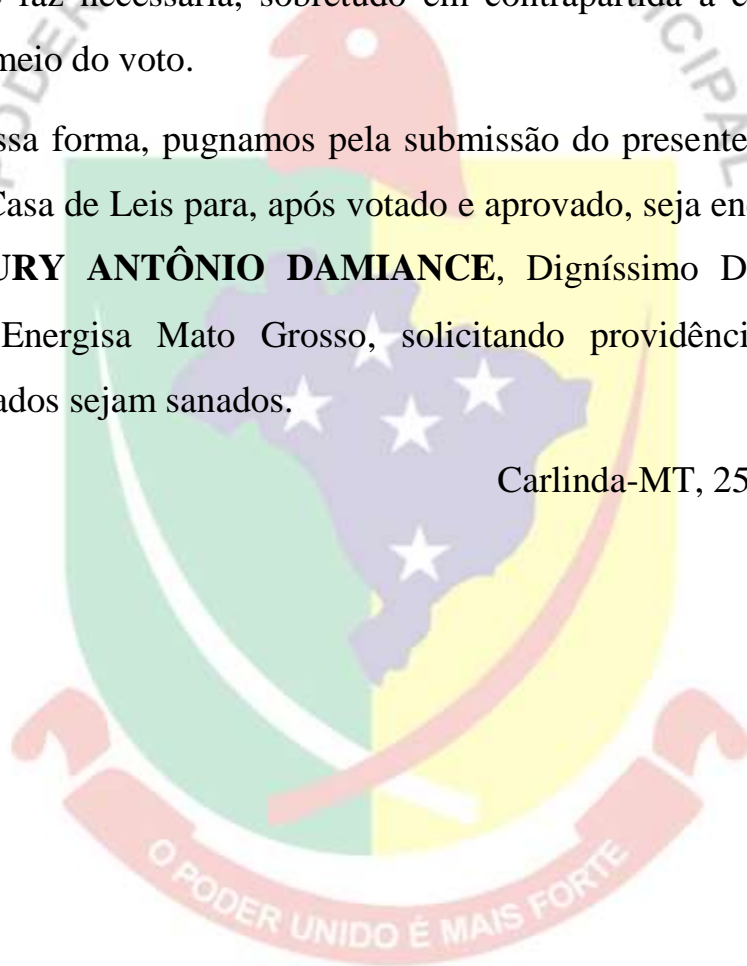 faz necessária, sobretudo em contrapartida a
meio do voto.
ssa forma, pugnamos pela submissão do presente
Casa de Leis para, após votado e aprovado, seja
URY ANTÔNIO DAMIANCE, Digníssimo D
Energisa Mato Grosso, solicitando
ados sejam sanados.
Carlinda-MT, 25
O PODER UNIDO É MAIS FORTE